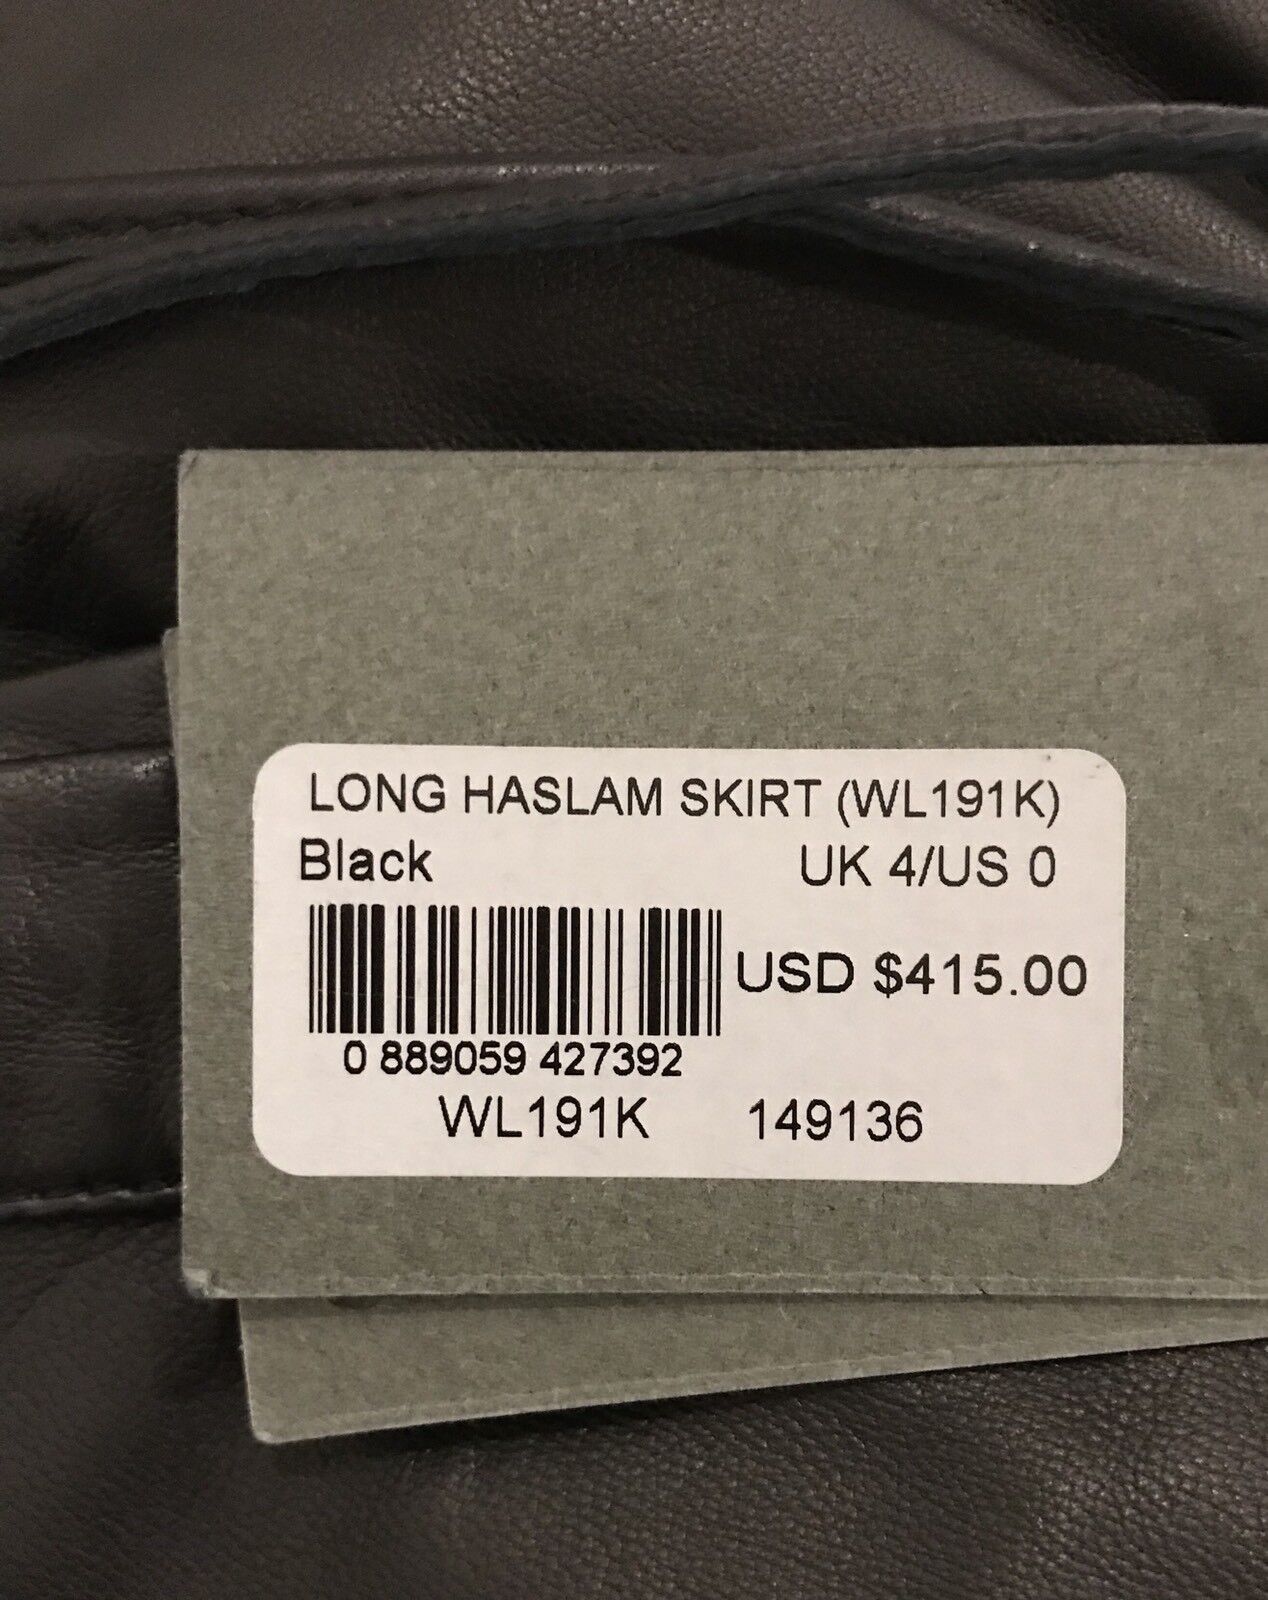 LONG HASLAM SKIRT (WL191K)
Black UK 4/US 0
USD $415.00
0 889059 427392
WL191K 149136